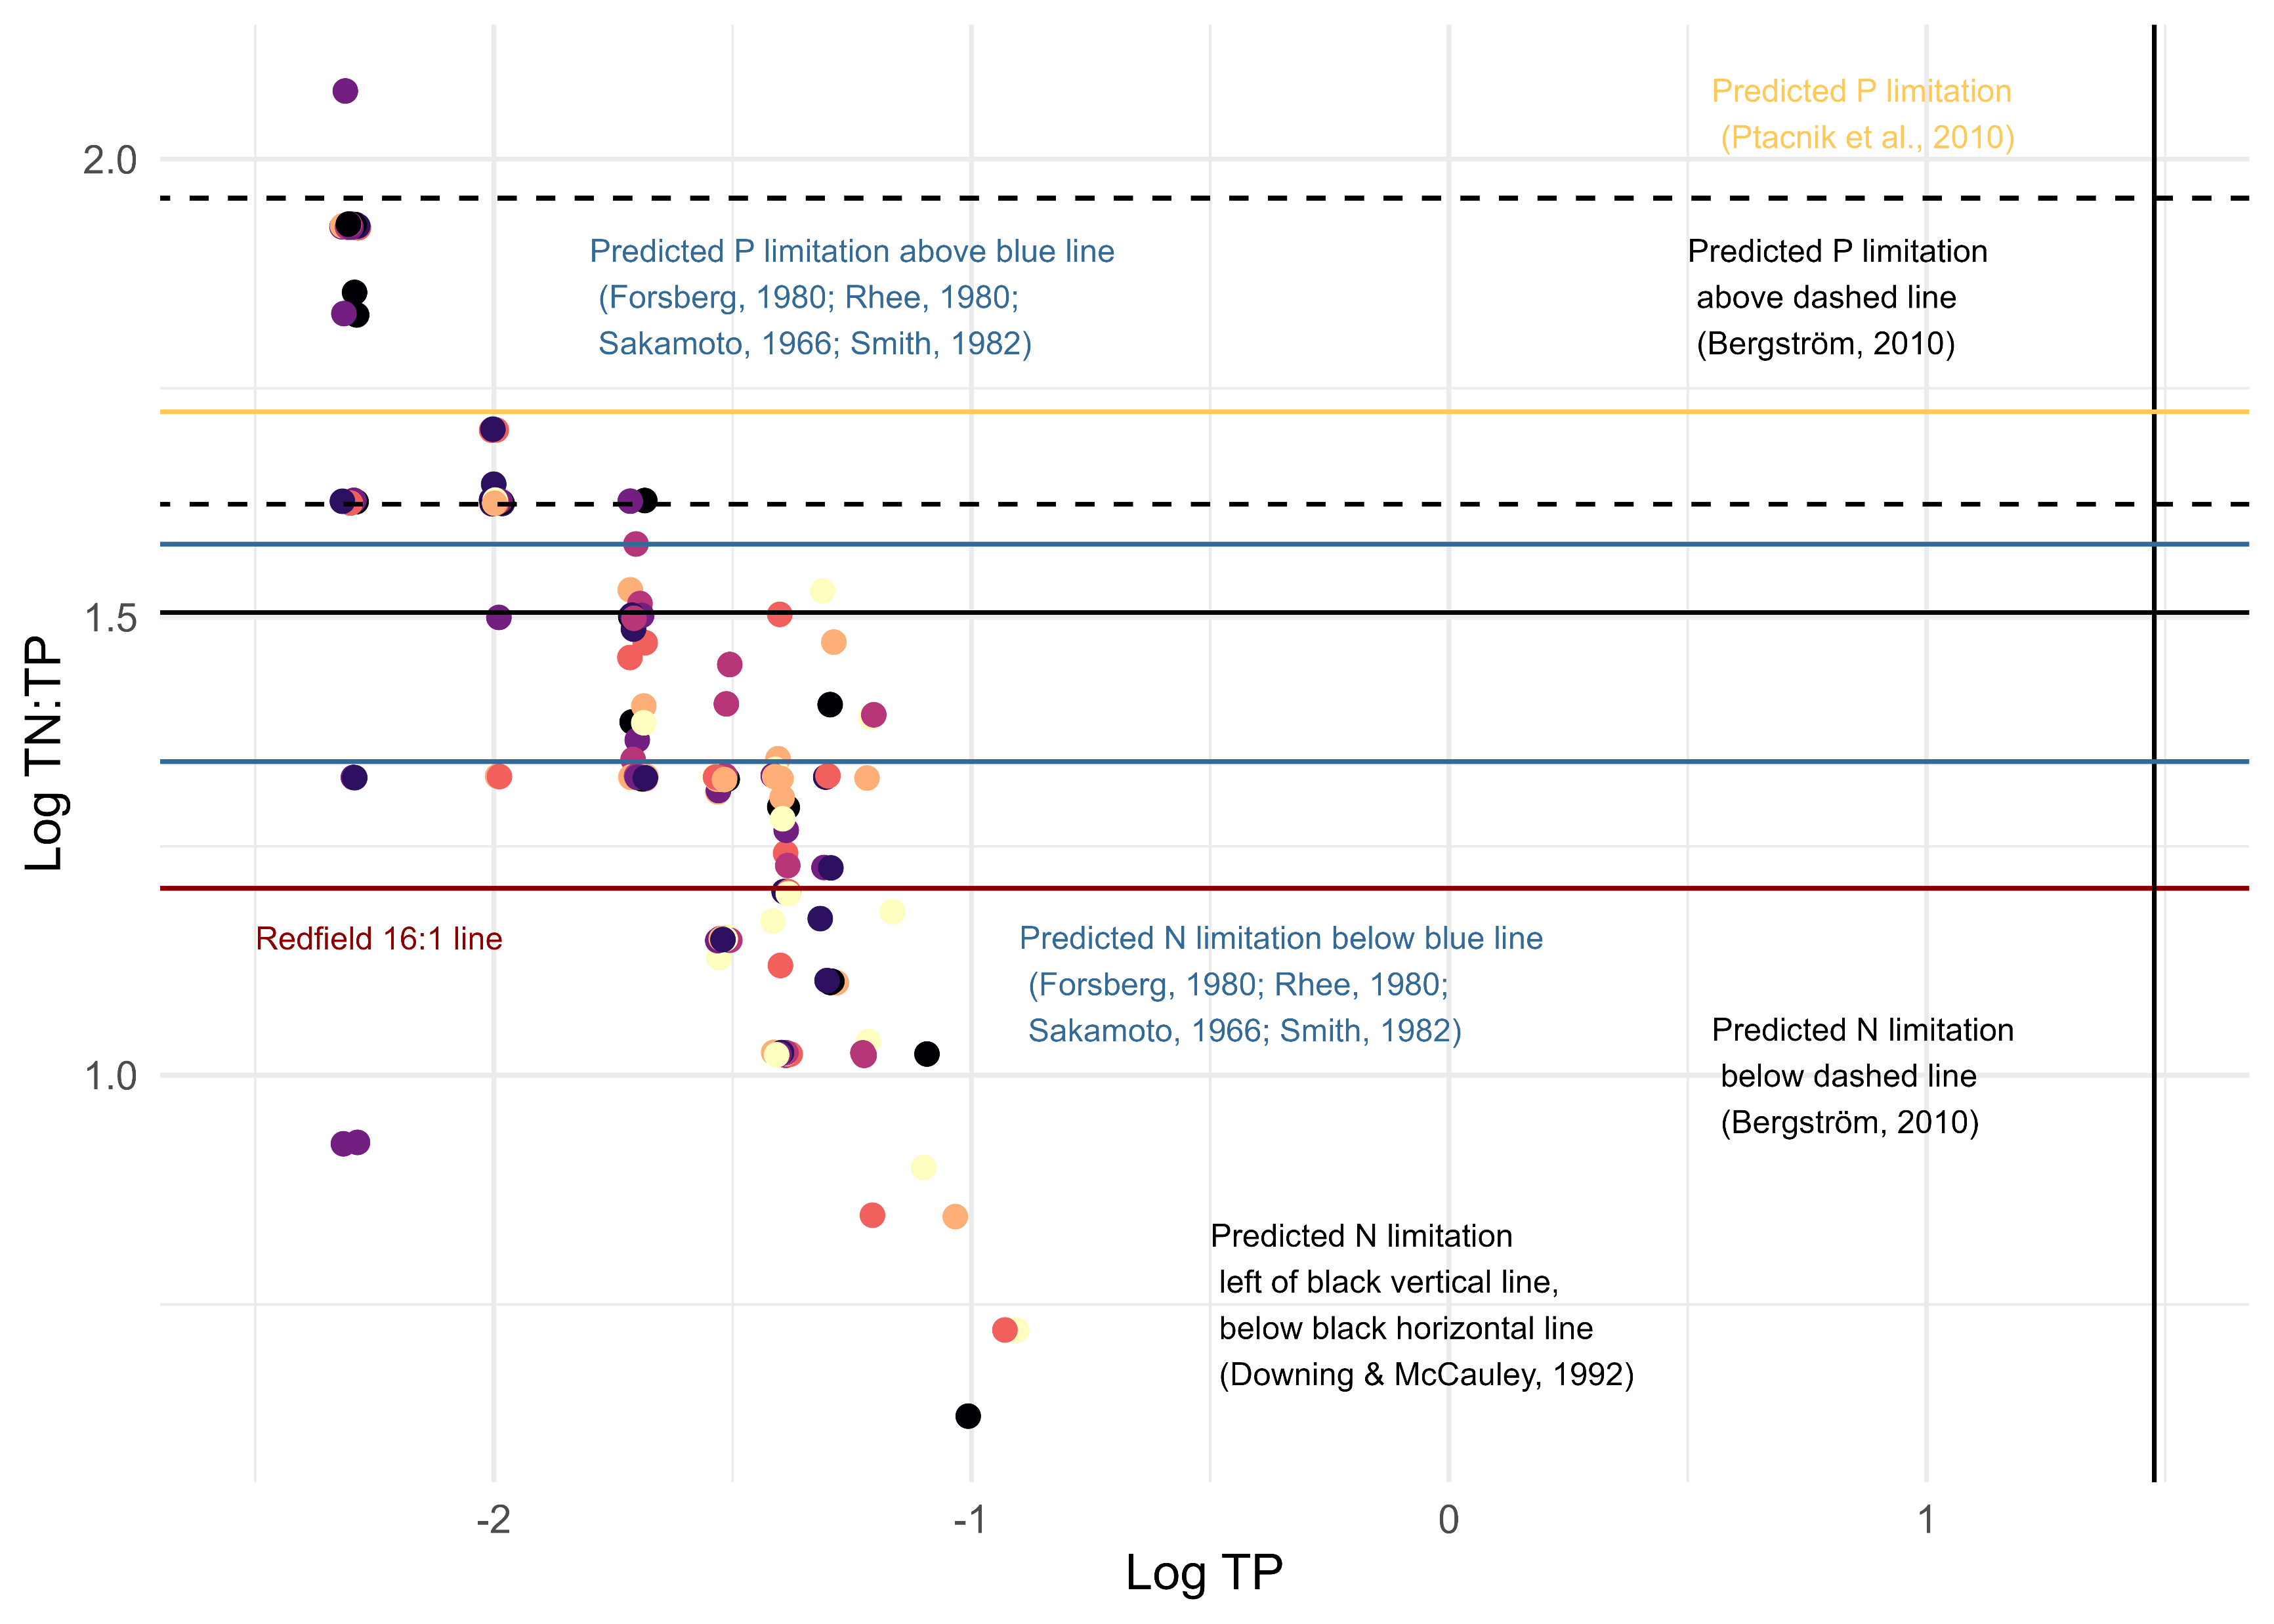 Predicted P limitation
(Ptacnik et al., 2010)
2.0
Predicted P limitation above blue line
(Forsberg, 1980; Rhee, 1980;
Sakamoto, 1966; Smith, 1982)
Predicted P limitation
above dashed line
(Bergström, 2010)
1.5
Log TN:TP
Redfield 16:1 line
Predicted N limitation below blue line
(Forsberg, 1980; Rhee, 1980;
Sakamoto, 1966; Smith, 1982)
1.0
Predicted N limitation
below dashed line
(Bergström, 2010)
Predicted N limitation
left of black vertical line,
below black horizontal line
(Downing & McCauley, 1992)
-2 -1 0 1
Log TP